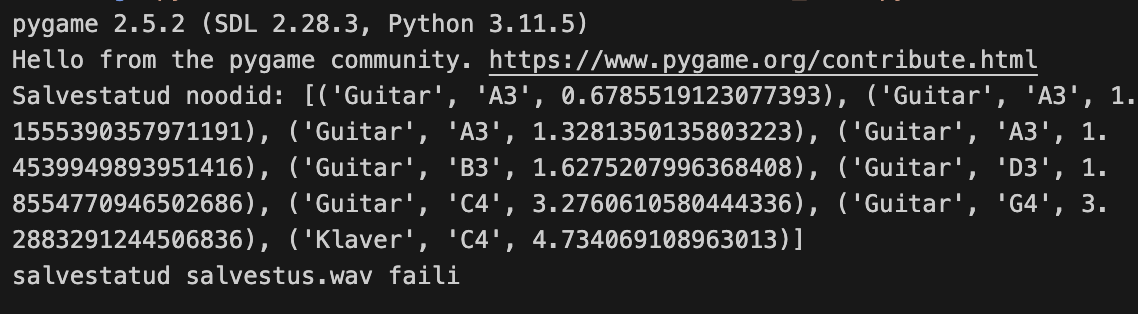 pygame 2.5.2 (SDL 2.28.3, Python 3.11.5)
Hello from the pygame community. https://www.pygame.org/contribute.html
Salvestatud noodid: [('Guitar', 'A3', 0.6785519123077393), ('Guitar', 'A3', 1.
1555390357971191), ('Guitar', 'A3', 1.3281350135803223), ('Guitar', 'A3', 1.
4539949893951416), ('Guitar', 'B3', 1.6275207996368408), ('Guitar', 'D3', 1.
8554770946502686), ('Guitar', 'C4', 3.2760610580444336), ('Guitar', 'G4', 3.
2883291244506836), ('Klaver', 'C4', 4.734069108963013)]
salvestatud salvestus.wav faili